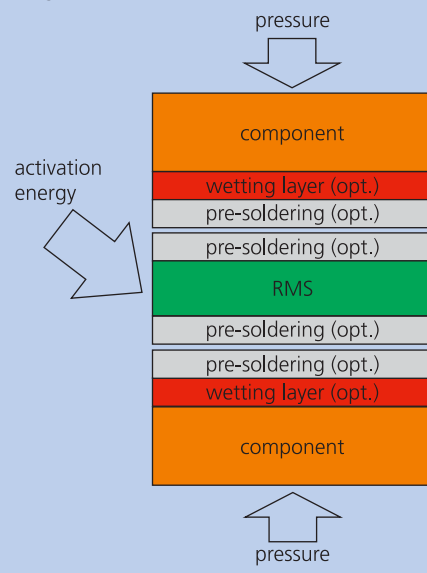 pressure
component
activation
energy
wetting layer (opt.)
pre-soldering (opt.)
pre-soldering (opt.)
RMS
pre-soldering (opt.)
pre-soldering (opt.)
wetting layer (opt.)
component
pressure